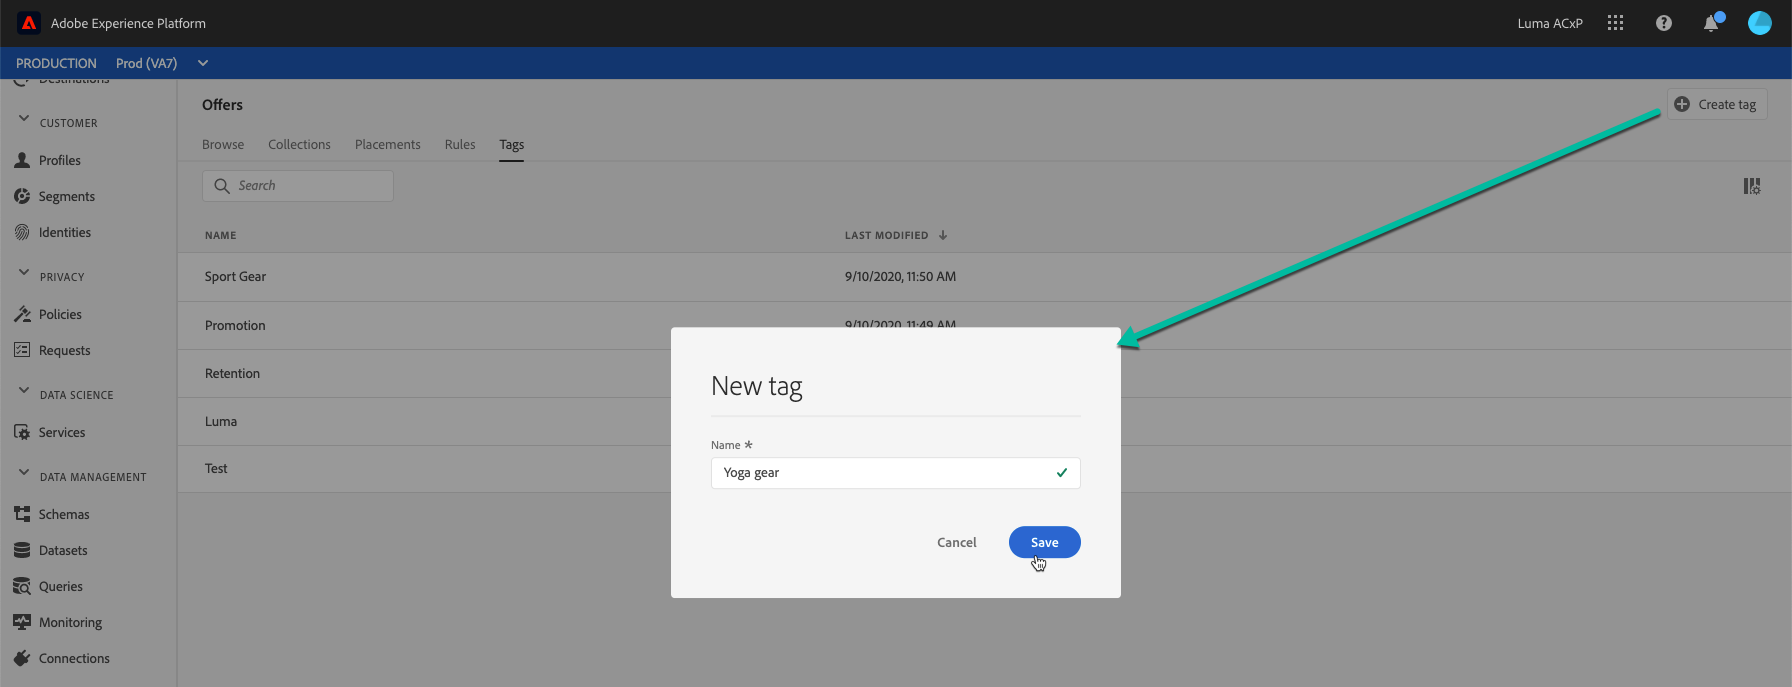 Adobe Experience Platform
Luma ACxP
PRODUCTION Prod (VA7)
Destinations
CUSTOMER
Profiles
Segments
Identities
PRIVACY
Policies
Requests
DATA SCIENCE
Services
DATA MANAGEMENT
Schemas
Datasets
Queries
Monitoring
Connections
Offers
Create tag
Browse Collections Placements Rules Tags
Search
NAME LAST MODIFIED
Sport Gear 9/10/2020, 11:50 AM
Promotion 9/10/2020, 11:49 AM
Retention
Luma
Test
New tag
Name *
Yoga gear
Cancel Save